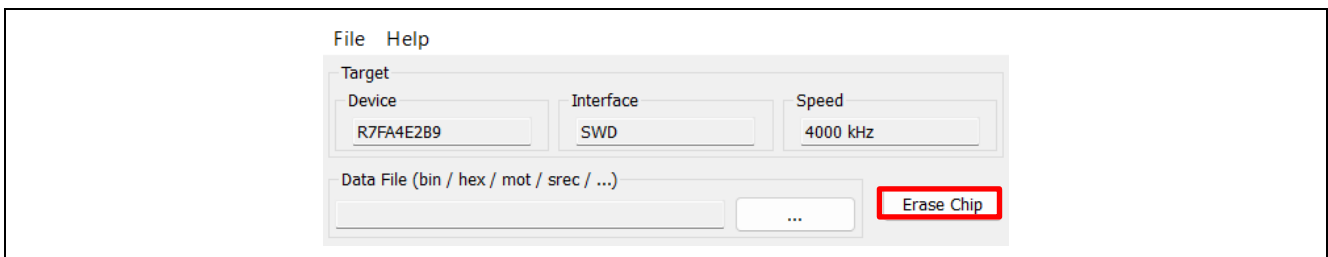 File Help
Target
Device Interface Speed
R7FA4E2B9 SWD 4000 kHz
Data File (bin / hex / mot / srec / ...)
... Erase Chip